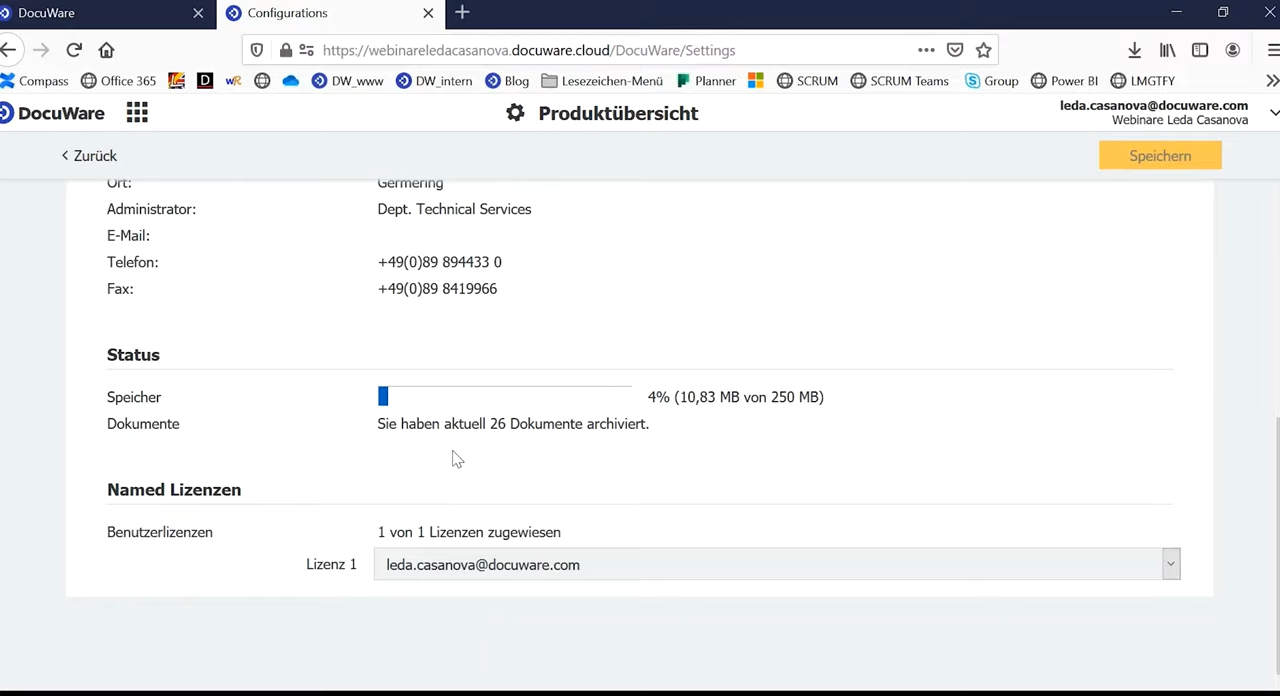 DocuWare
Configurations
https://webinareledacasanova.docuware.cloud/DocuWare/Settings
Compass Office 365 D wR DW_www DW_intern Blog Lesezeichen-Menü Planner SCRUM SCRUM Teams Group Power BI LMGTFY
DocuWare
Produktübersicht
leda.casanova@docuware.com
Webinare Leda Casanova
< Zurück
Speichern
Ort: Germering
Administrator: Dept. Technical Services
E-Mail:
Telefon: +49(0)89 894433 0
Fax: +49(0)89 8419966
Status
Speicher 4% (10,83 MB von 250 MB)
Dokumente Sie haben aktuell 26 Dokumente archiviert.
Named Lizenzen
Benutzerlizenzen 1 von 1 Lizenzen zugewiesen
Lizenz 1 leda.casanova@docuware.com